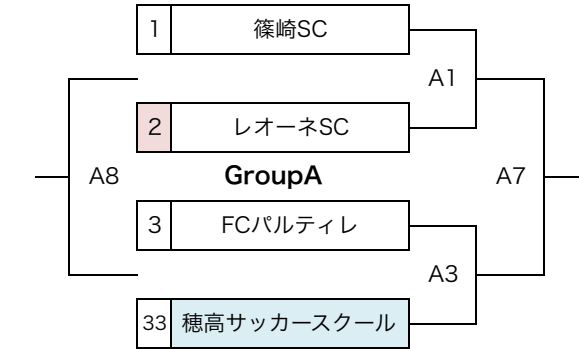 1 篠崎SC
A1
2 レオーネSC
A8 GroupA A7
3 FCパルティレ
A3
33 穂高サッカースクール